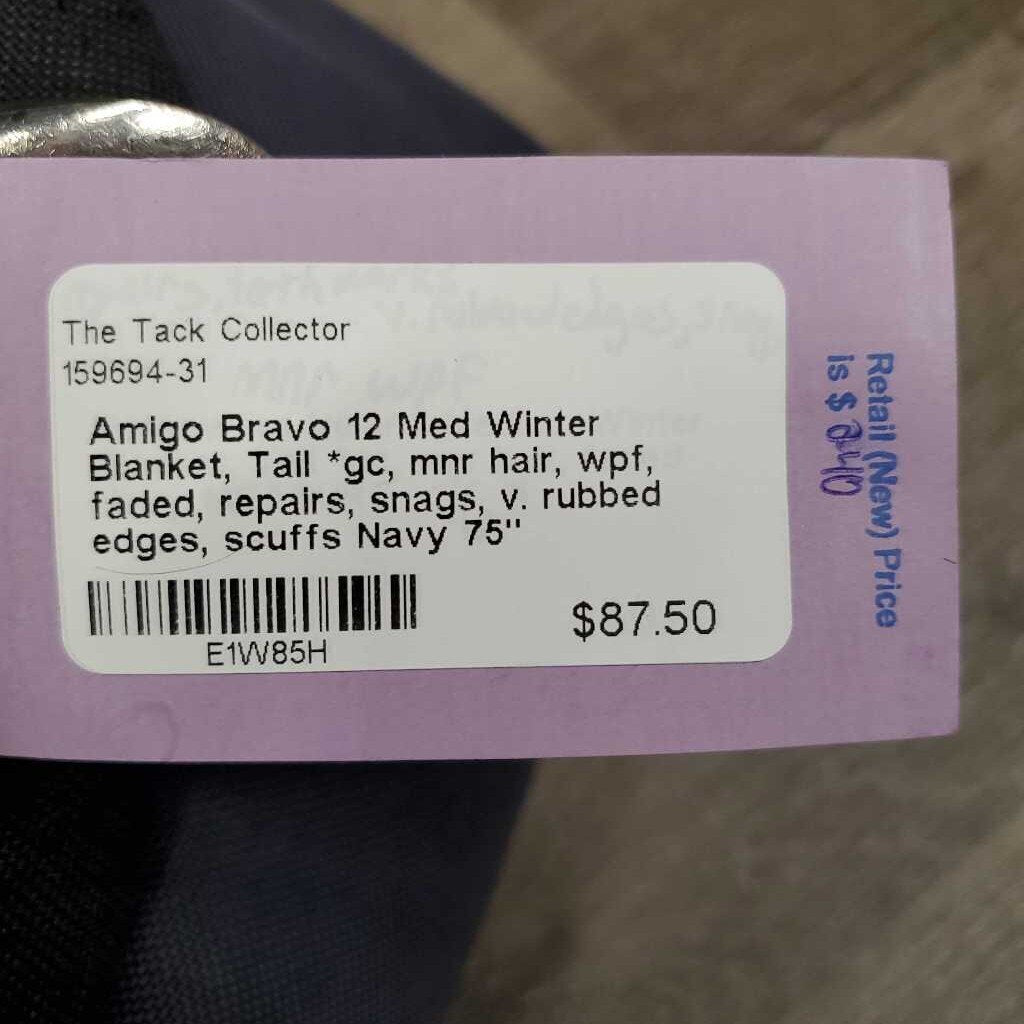 The Tack Collector
159694-31
Amigo Bravo 12 Med Winter
Blanket, Tail *gc, mnr hair, wpf,
faded, repairs, snags, v. rubbed
edges, scuffs Navy 75"
E1W85H
$87.50
Retail (New) Price
is $ 240